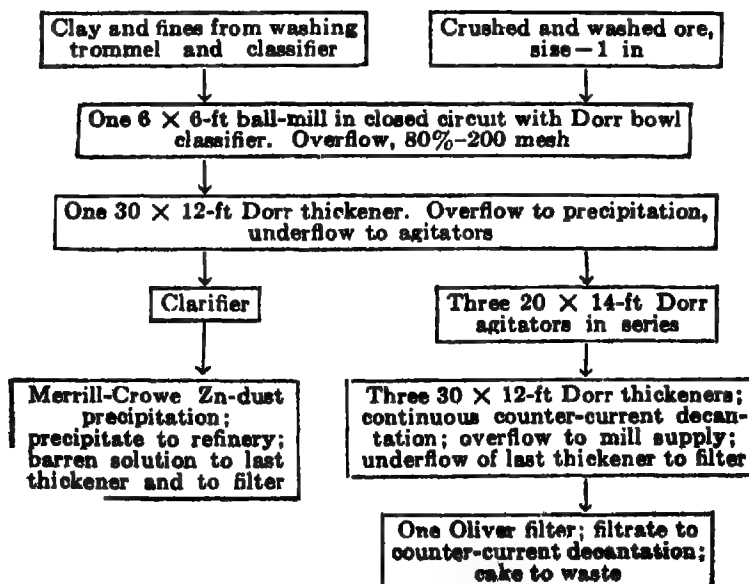 Clay and fines from washing
trommel and classifier
Crushed and washed ore,
size—1 in
One 6 × 6-ft ball-mill in closed circuit with Dorr bowl
classifier. Overflow, 80%-200 mesh
One 30 × 12-ft Dorr thickener. Overflow to precipitation,
underflow to agitators
Clarifier
Three 20 × 14-ft Dorr
agitators in series
Merrill-Crowe Zn-dust
precipitation;
precipitate to refinery;
barren solution to last
thickener and to filter
Three 30 × 12-ft Dorr thickeners;
continuous counter-current decan-
tation; overflow to mill supply;
underflow of last thickener to filter
One Oliver filter; filtrate to
counter-current decantation;
cake to waste